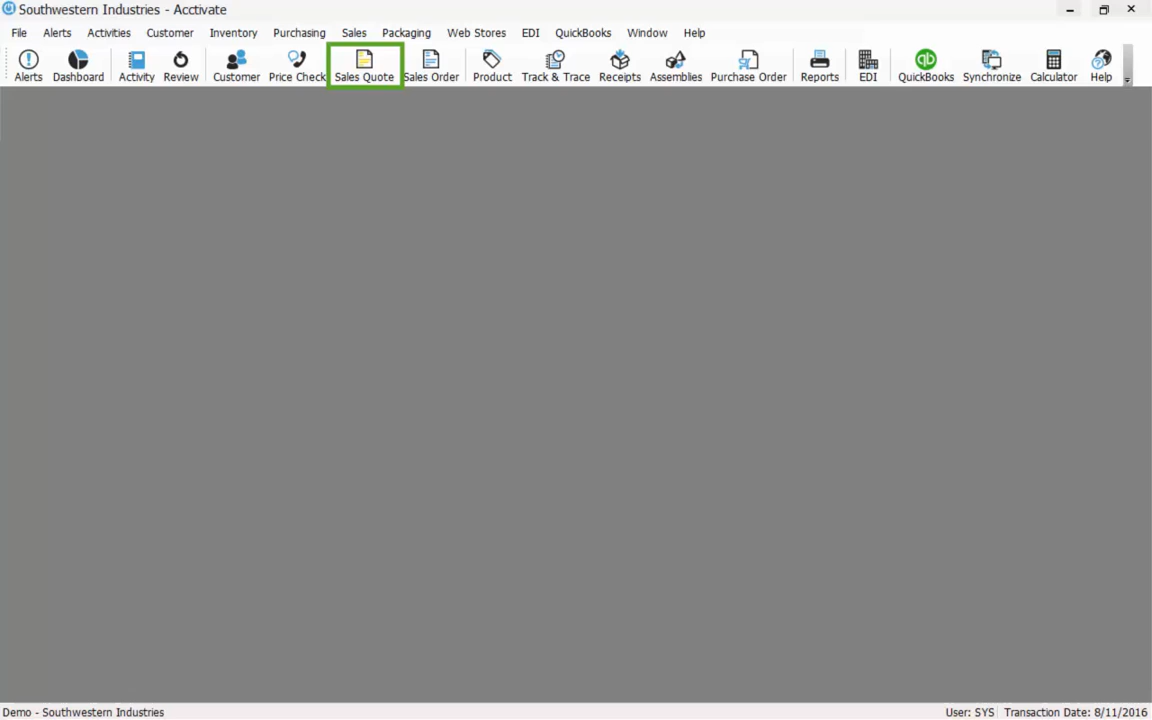 Southwestern Industries - Acctivate
File Alerts Activities Customer Inventory Purchasing Sales Packaging Web Stores EDI QuickBooks Window Help
Alerts Dashboard Activity Review Customer Price Check Sales Quote Sales Order Product Track & Trace Receipts Assemblies Purchase Order Reports EDI QuickBooks Synchronize Calculator Help
Demo - Southwestern Industries User: SYS Transaction Date: 8/11/2016